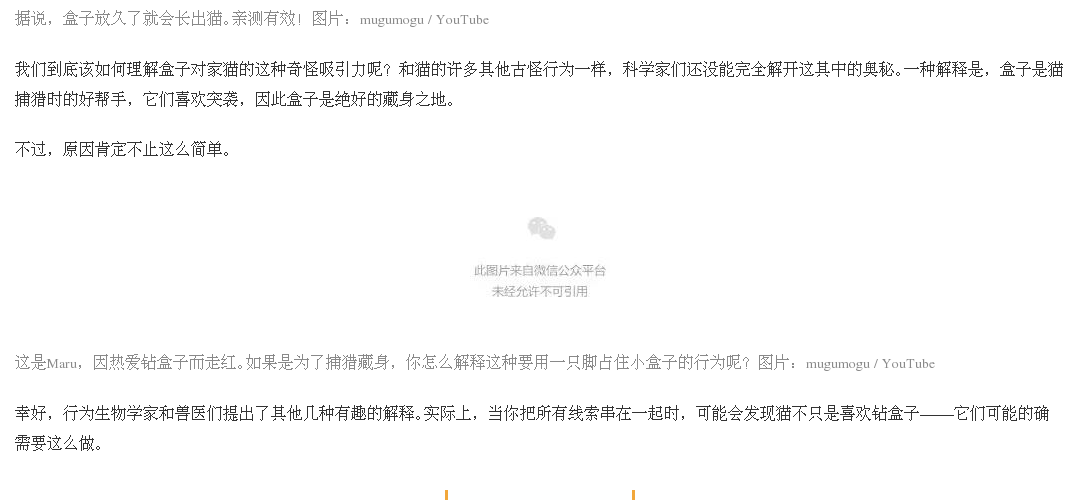 据说，盒子放久了就会长出猫。亲测有效！图片：mugumogu / YouTube
我们到底该如何理解盒子对家猫的这种奇怪吸引力呢？和猫的许多其他古怪行为一样，科学家们还没能完全解开这其中的奥秘。一种解释是，盒子是猫
捕猎时的好帮手，它们喜欢突袭，因此盒子是绝好的藏身之地。
不过，原因肯定不止这么简单。
此图片来自微信公众平台
未经允许不可引用
这是Maru，因热爱钻盒子而走红。如果是为了捕猎藏身，你怎么解释这种要用一只脚占住小盒子的行为呢？图片：mugumogu / YouTube
幸好，行为生物学家和兽医们提出了其他几种有趣的解释。实际上，当你把所有线索串在一起时，可能会发现猫不只是喜欢钻盒子——它们可能的确
需要这么做。